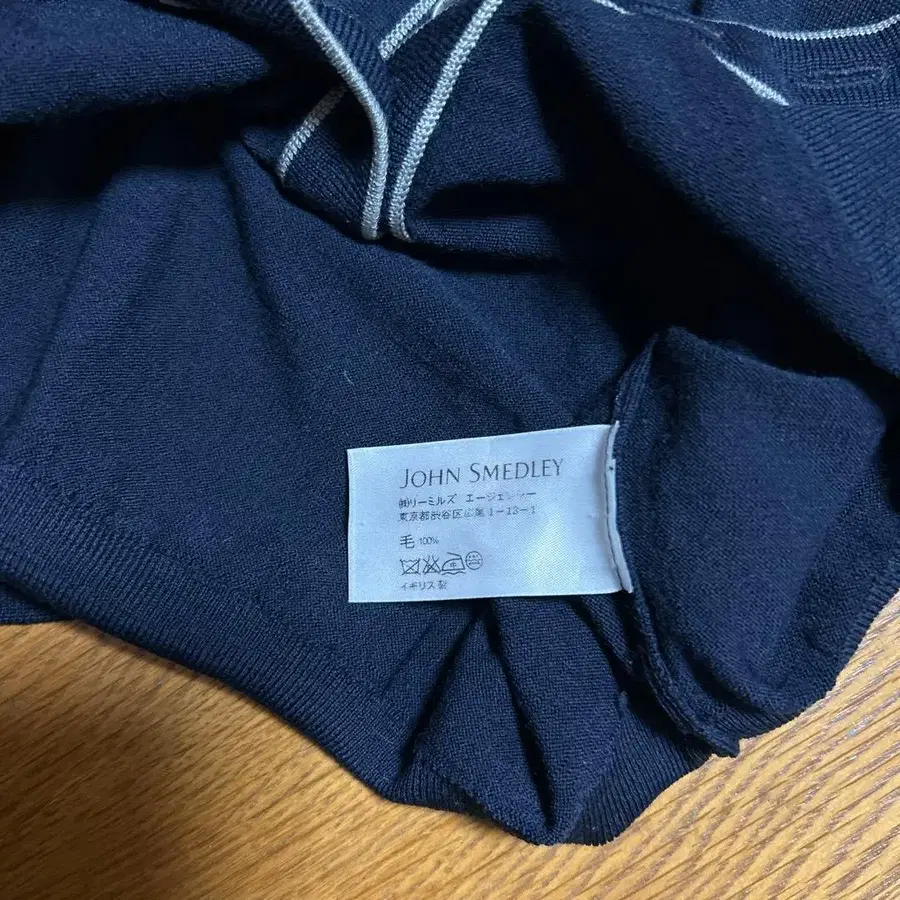 JOHN SMEDLEY
㈱リーミルズ エージェンシー
東京都渋谷区広尾1-13-1
毛 100%
イギリス製